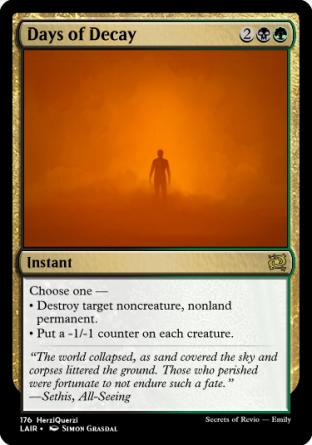 Days of Decay 2
Instant
Choose one —
• Destroy target noncreature, nonland
permanent.
• Put a -1/-1 counter on each creature.
"The world collapsed, as sand covered the sky and
corpses littered the ground. Those who perished
were fortunate to not endure such a fate."
—Sethis, All-Seeing
176 HerziQuerzi Secrets of Revio — Emily
LAIR • Simon Grasdal